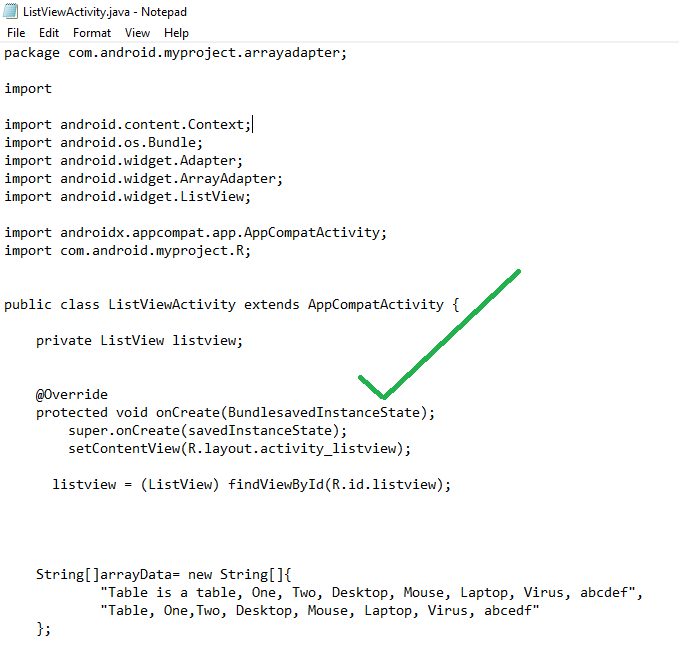 ListViewActivity.java - Notepad
File Edit Format View Help
package com.android.myproject.arrayadapter;
import
import android.content.Context;
import android.os.Bundle;
import android.widget.Adapter;
import android.widget.ArrayAdapter;
import android.widget.ListView;
import androidx.appcompat.app.AppCompatActivity;
import com.android.myproject.R;
public class ListViewActivity extends AppCompatActivity {
private ListView listview;
@Override
protected void onCreate(BundlesavedInstanceState);
super.onCreate(savedInstanceState);
setContentView(R.layout.activity_listview);
listview = (ListView) findViewById(R.id.listview);
String[]arrayData= new String[]{
"Table is a table, One, Two, Desktop, Mouse, Laptop, Virus, abcdef",
"Table, One,Two, Desktop, Mouse, Laptop, Virus, abcedf"
};